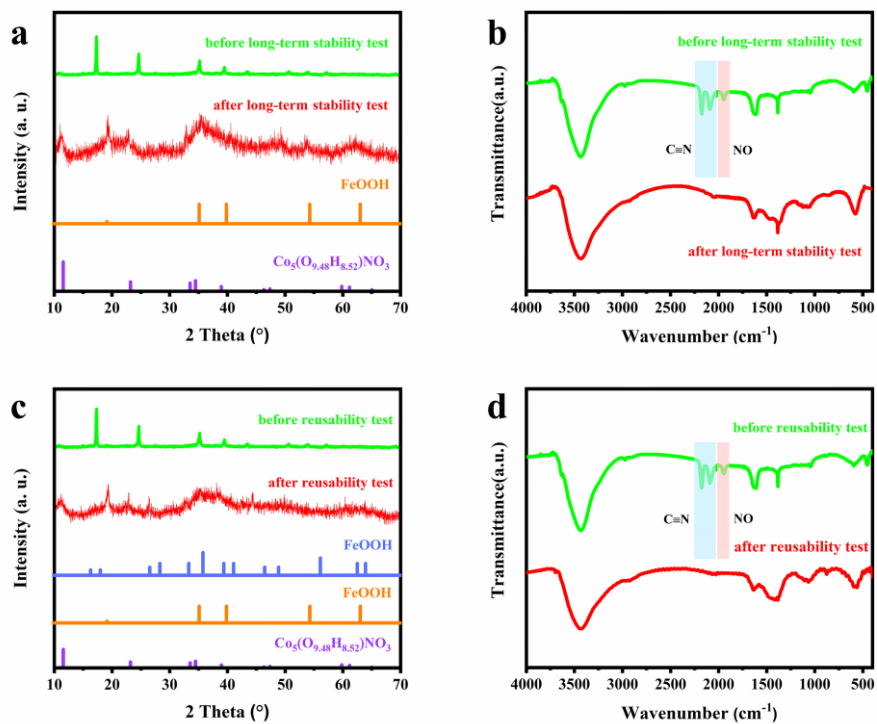 a
before long-term stability test
after long-term stability test
FeOOH
Co₅(O₉.₄₈H₈.₅₂)NO₃
Intensity (a. u.)
10 20 30 40 50 60 70
2 Theta (°)
b
before long-term stability test
C≡N
NO
after long-term stability test
Transmittance(a.u.)
4000 3500 3000 2500 2000 1500 1000 500
Wavenumber (cm⁻¹)
c
before reusability test
after reusability test
FeOOH
FeOOH
Co₅(O₉.₄₈H₈.₅₂)NO₃
Intensity (a. u.)
10 20 30 40 50 60 70
2 Theta (°)
d
before reusability test
C≡N
NO
after reusability test
Transmittance(a.u.)
4000 3500 3000 2500 2000 1500 1000 500
Wavenumber (cm⁻¹)